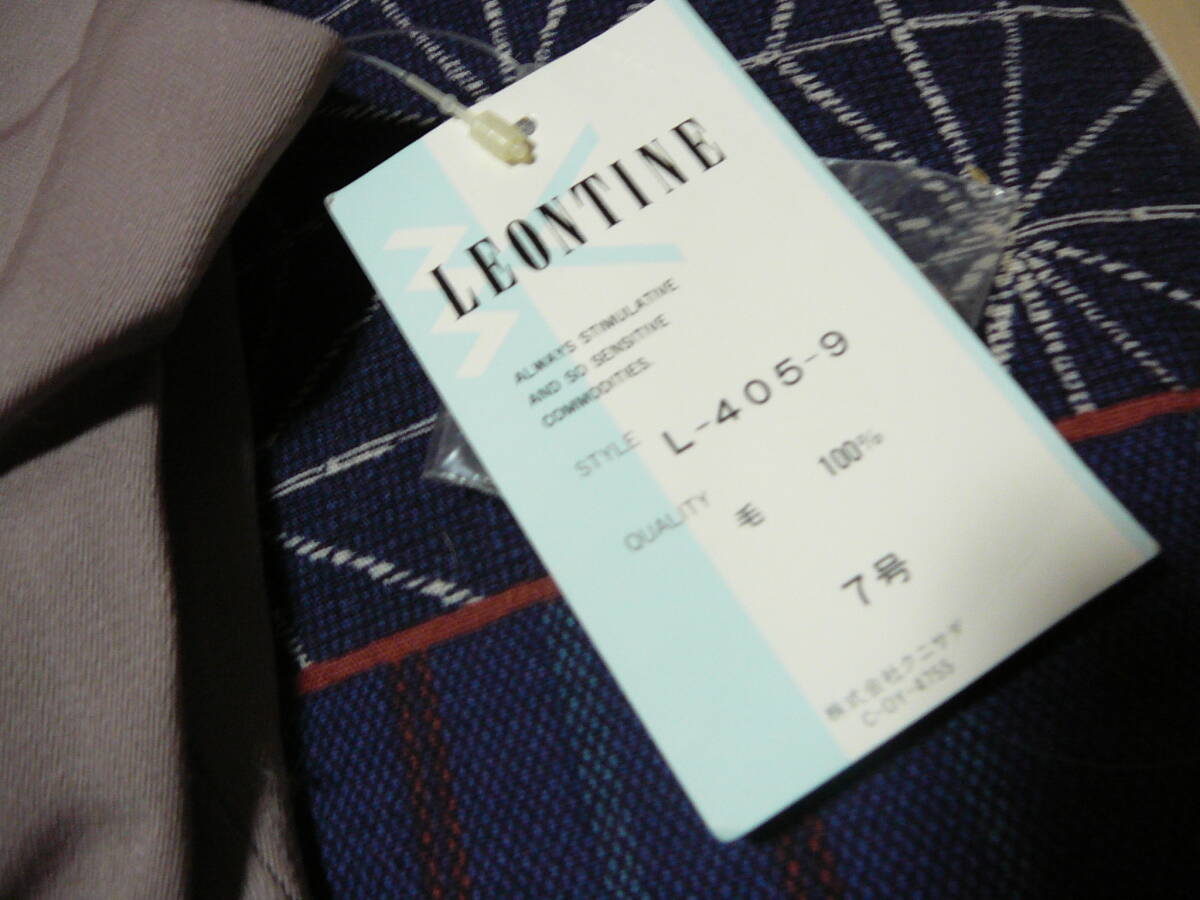 LEONTINE
ALWAYS STIMULATIVE
AND SO SENSITIVE
COMMODITIES.
STYLE L-405-9
QUALITY 毛 100%
7号
株式会社クニサダ
C-DY-4755